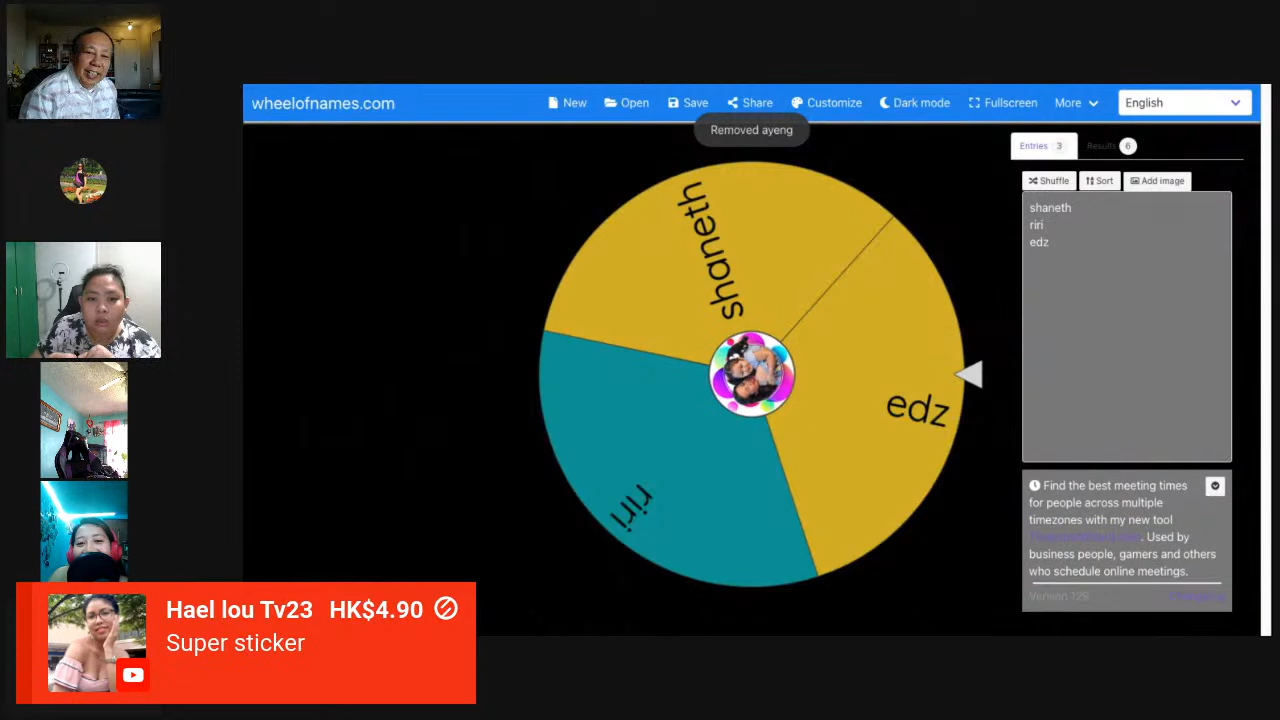 wheelofnames.com
New
Open
Save
Share
Customize
Dark mode
Fullscreen
More
English
Removed ayeng
Entries 3
Results 6
Shuffle
Sort
Add image
shaneth
riri
edz
shaneth
edz
riri
Find the best meeting times
for people across multiple
timezones with my new tool
. Used by
business people, gamers and others
who schedule online meetings.
Version 129
Hael lou Tv23 HK$4.90
Super sticker